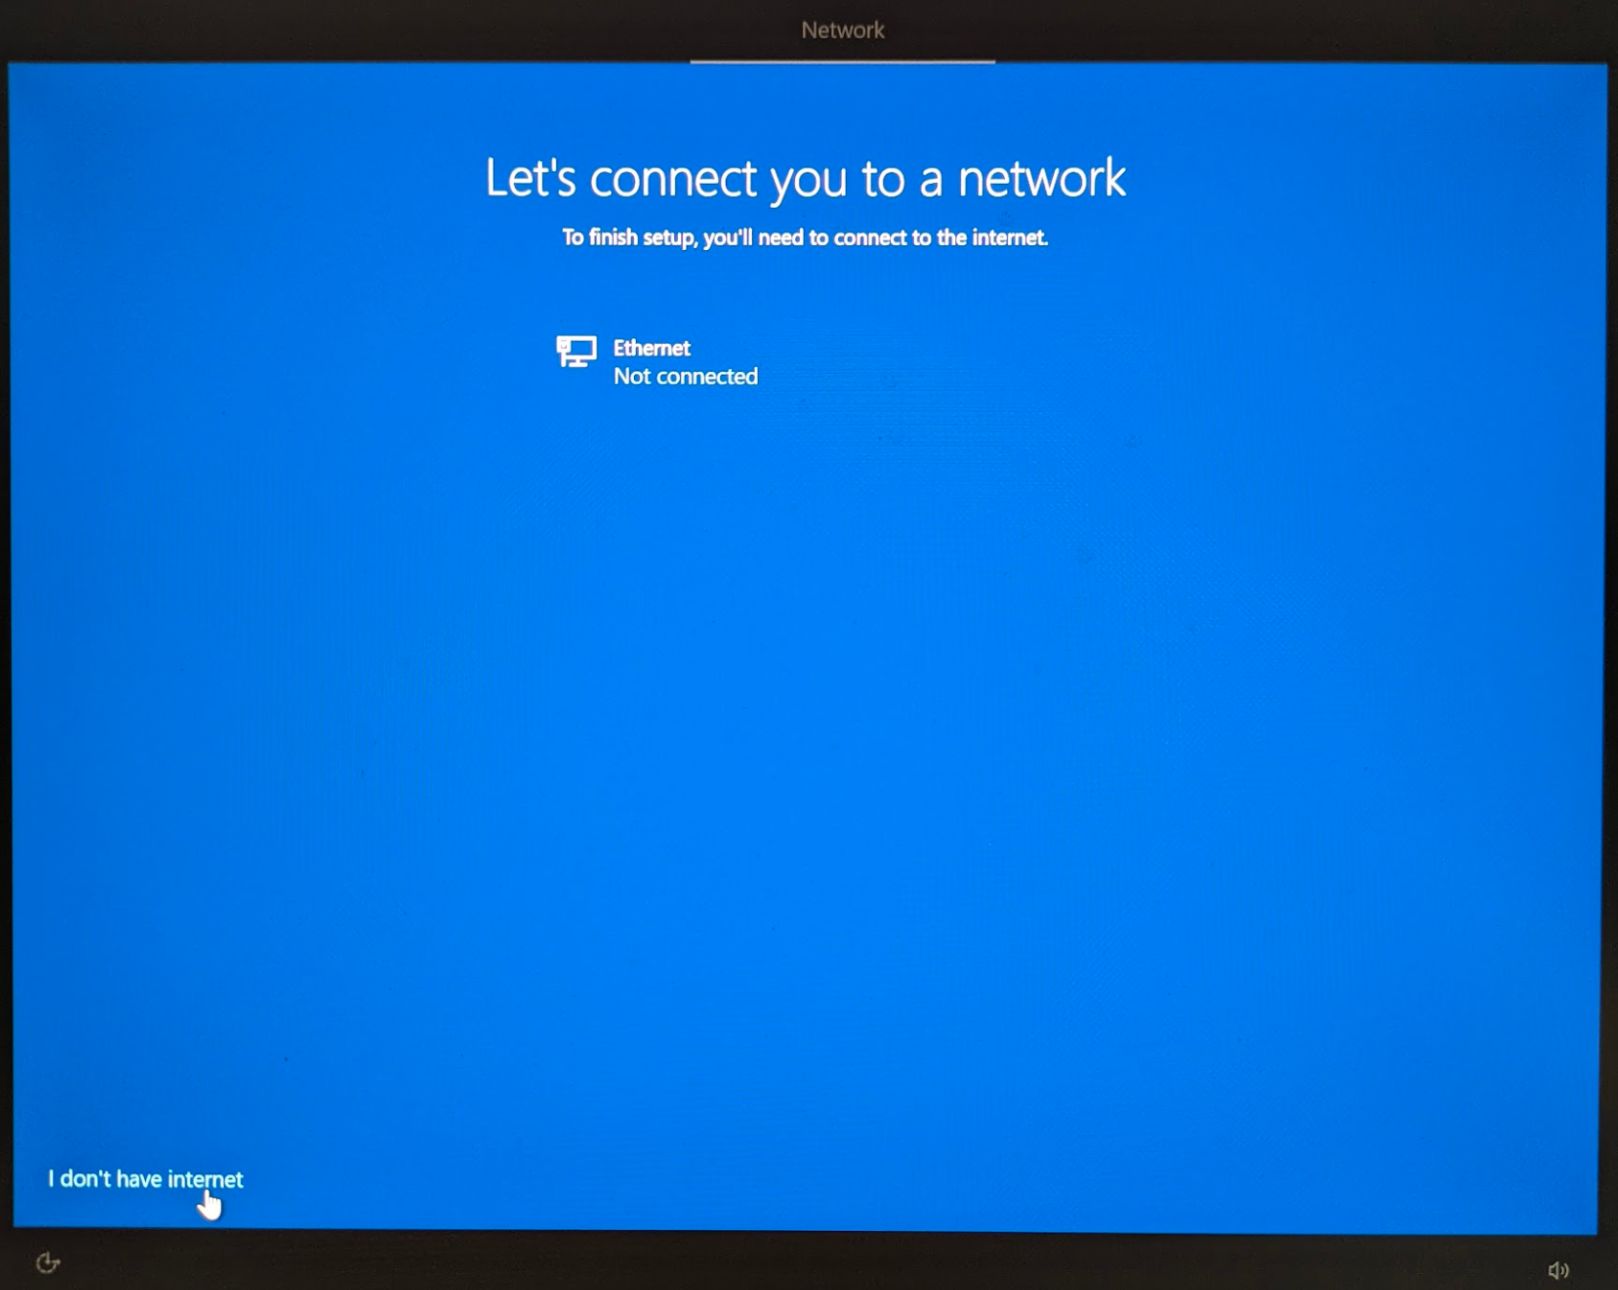 Network
Let's connect you to a network
To finish setup, you'll need to connect to the internet.
Ethernet
Not connected
I don't have internet